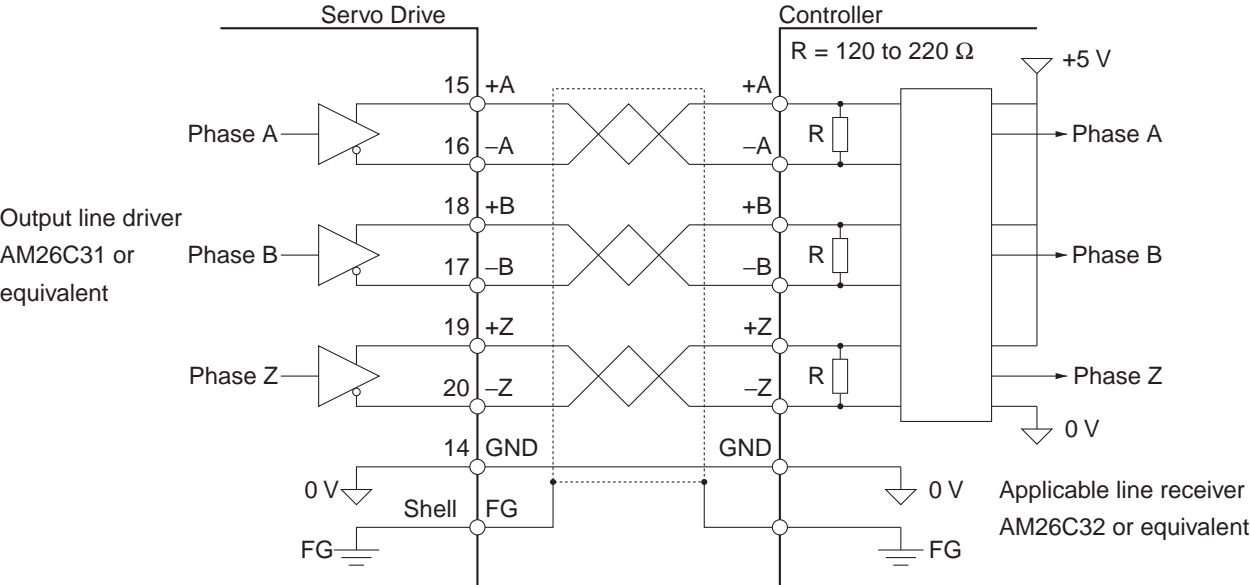 Servo Drive
Controller
R = 120 to 220 Ω
+5 V
15 +A
+A
Phase A
R
Phase A
16 –A
–A
18 +B
+B
Output line driver
AM26C31 or
equivalent
Phase B
R
Phase B
17 –B
–B
19 +Z
+Z
Phase Z
R
Phase Z
20 –Z
–Z
0 V
14 GND
GND
0 V
0 V
Applicable line receiver
AM26C32 or equivalent
Shell FG
FG
FG